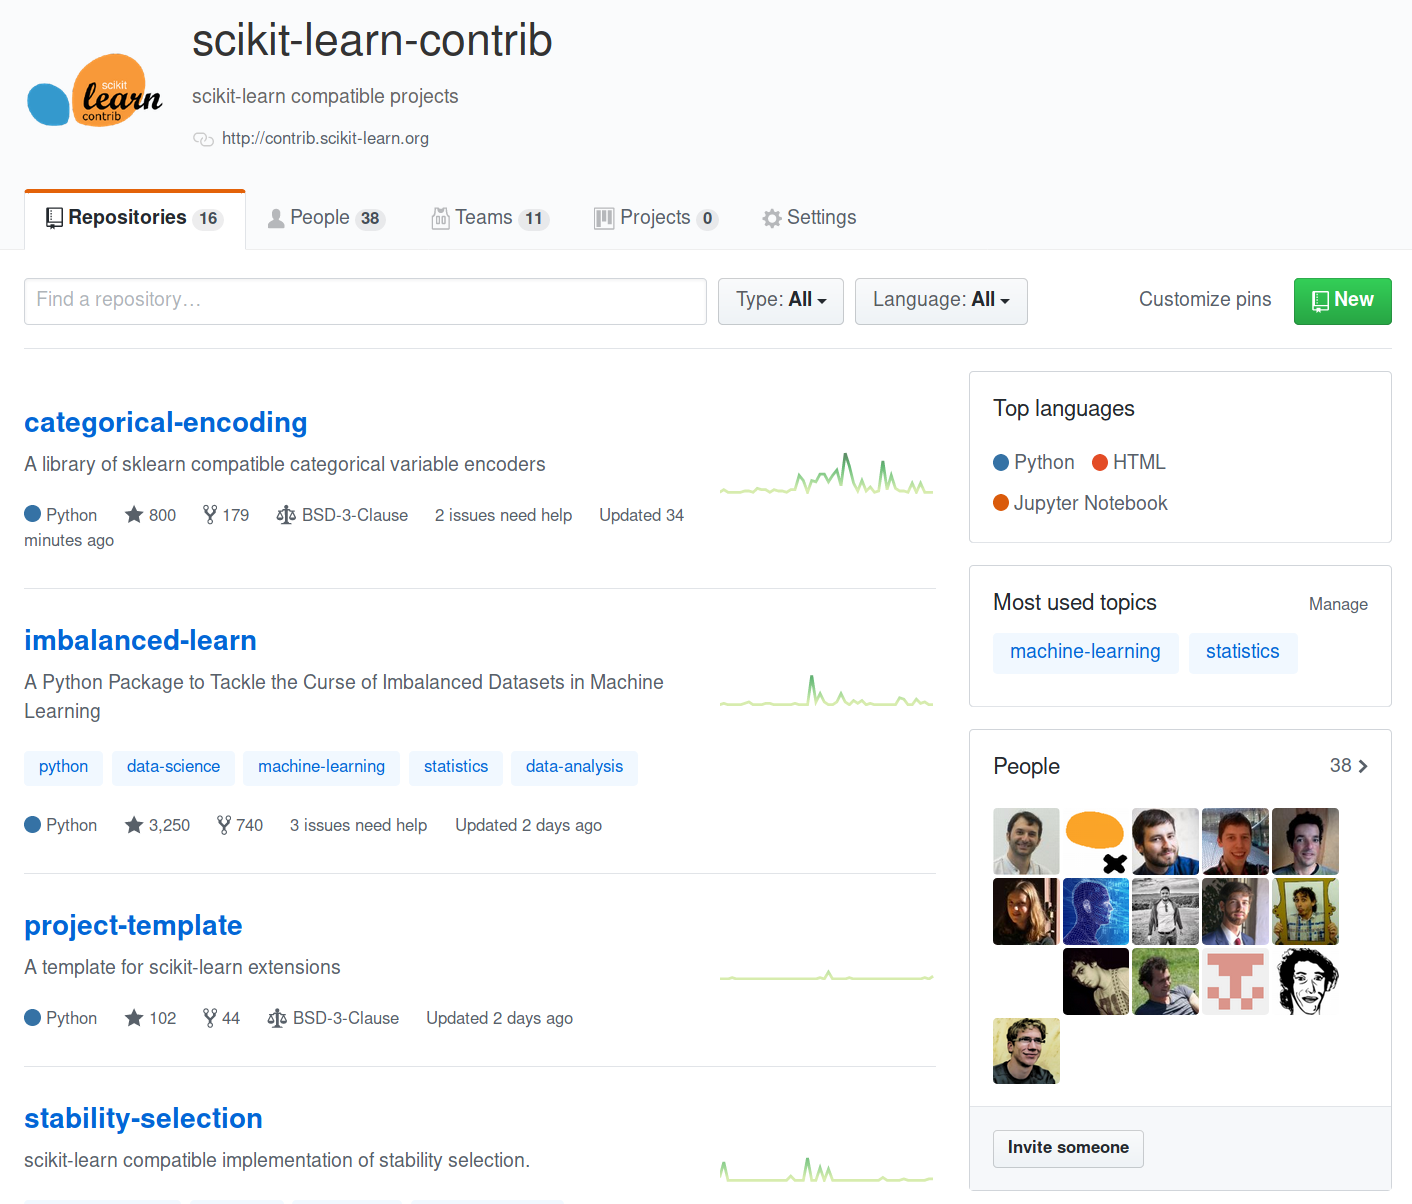 scikit-learn-contrib
scikit
learn
contrib
scikit-learn compatible projects
http://contrib.scikit-learn.org
Repositories 16
People 38
Teams 11
Projects 0
Settings
Find a repository…
Type: All
Language: All
Customize pins
New
categorical-encoding
A library of sklearn compatible categorical variable encoders
Python 800 179 BSD-3-Clause 2 issues need help Updated 34
minutes ago
imbalanced-learn
A Python Package to Tackle the Curse of Imbalanced Datasets in Machine
Learning
python data-science machine-learning statistics data-analysis
Python 3,250 740 3 issues need help Updated 2 days ago
project-template
A template for scikit-learn extensions
Python 102 44 BSD-3-Clause Updated 2 days ago
stability-selection
scikit-learn compatible implementation of stability selection.
Top languages
Python HTML
Jupyter Notebook
Most used topics Manage
machine-learning statistics
People 38
Invite someone